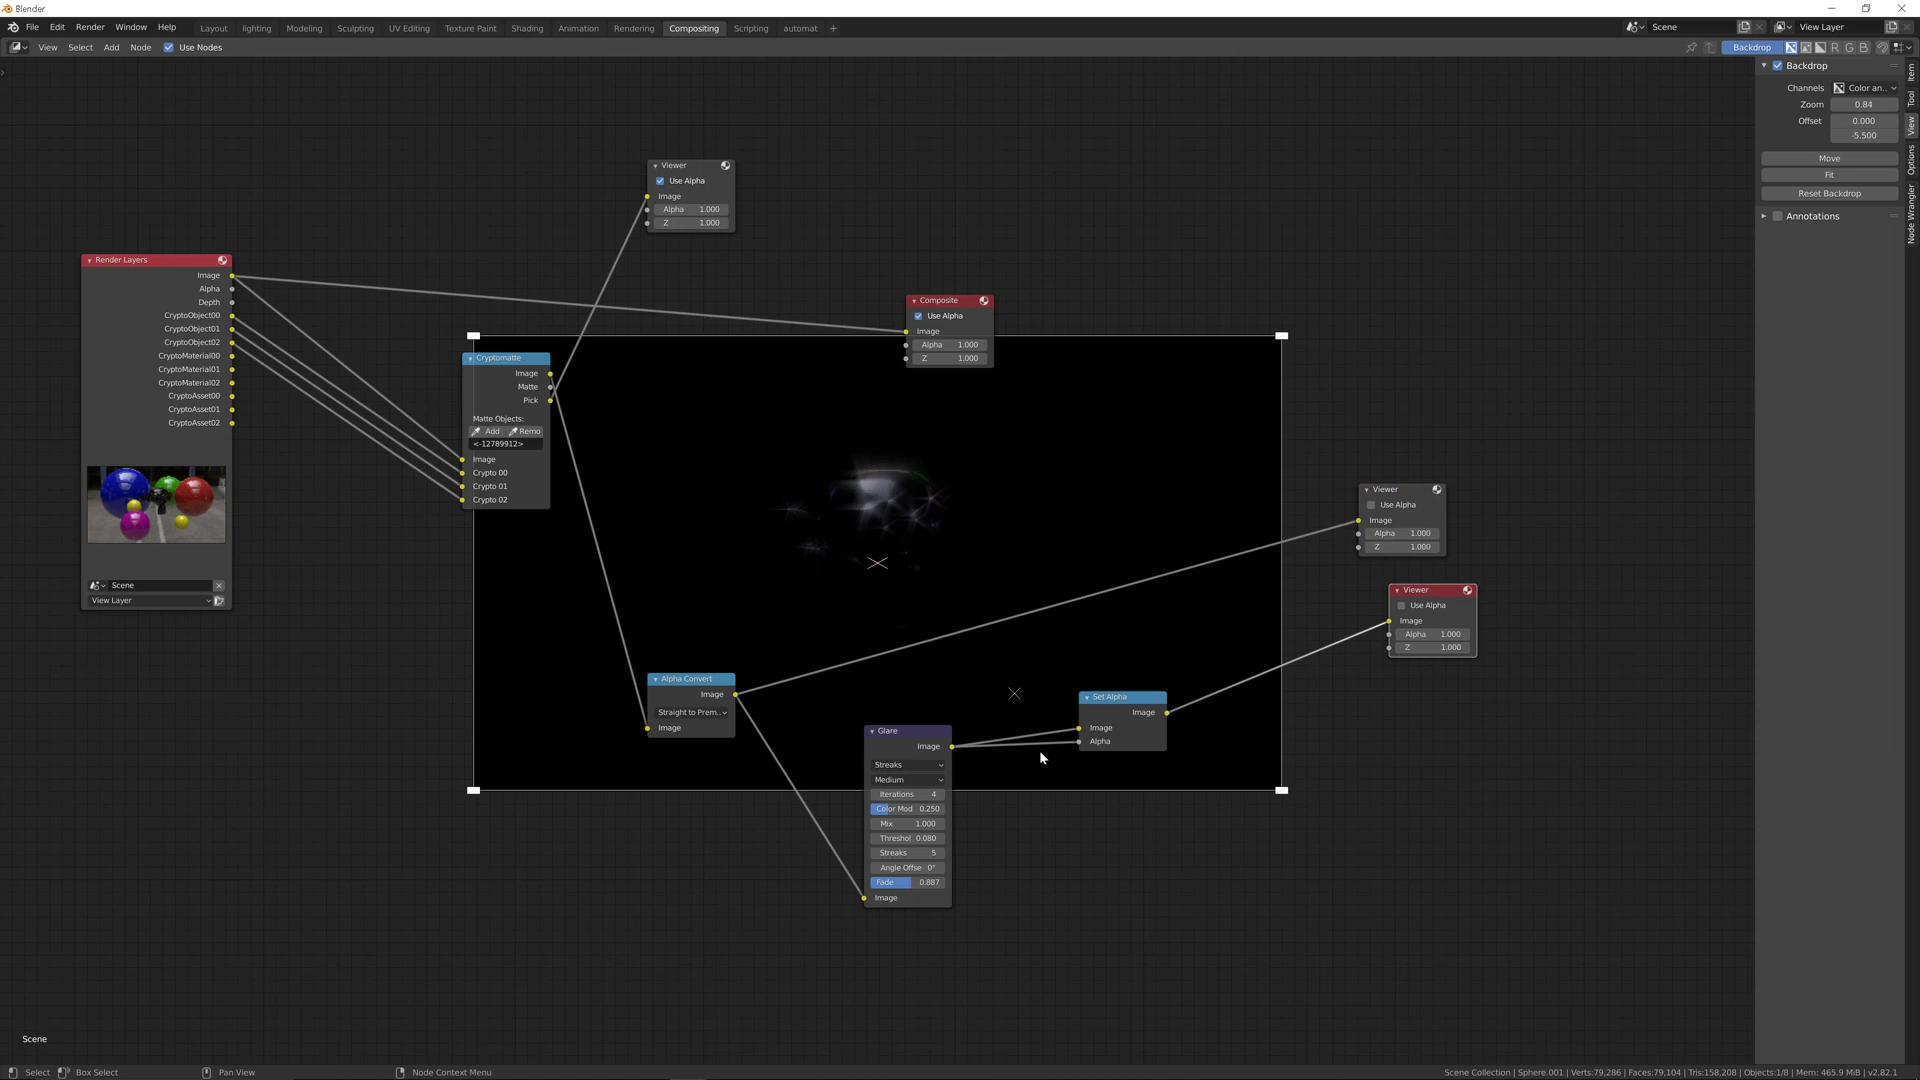 Blender
File Edit Render Window Help Layout lighting Modeling Sculpting UV Editing Texture Paint Shading Animation Rendering Compositing Scripting automat + Scene View Layer
View Select Add Node Use Nodes Backdrop R G B
Backdrop
Channels Color an..
Zoom 0.84
Offset 0.000
-5.500
Move
Fit
Reset Backdrop
Annotations
Item
Tool
View
Options
Node Wrangler
Viewer
Use Alpha
Image
Alpha 1.000
Z 1.000
Render Layers
Image
Alpha
Depth
CryptoObject00
CryptoObject01
CryptoObject02
CryptoMaterial00
CryptoMaterial01
CryptoMaterial02
CryptoAsset00
CryptoAsset01
CryptoAsset02
Scene
View Layer
Composite
Use Alpha
Image
Alpha 1.000
Z 1.000
Cryptomatte
Image
Matte
Pick
Matte Objects:
Add Remo
<-12789912>
Image
Crypto 00
Crypto 01
Crypto 02
Viewer
Use Alpha
Image
Alpha 1.000
Z 1.000
Viewer
Use Alpha
Image
Alpha 1.000
Z 1.000
Alpha Convert
Image
Straight to Prem..
Image
Set Alpha
Image
Image
Alpha
Glare
Image
Streaks
Medium
Iterations 4
Color Mod 0.250
Mix 1.000
Threshol 0.080
Streaks 5
Angle Offse 0°
Fade 0.887
Image
Scene
Select Box Select Pan View Node Context Menu Scene Collection | Sphere.001 | Verts:79,286 | Faces:79,104 | Tris:158,208 | Objects:1/8 | Mem: 465.9 MiB | v2.82.1